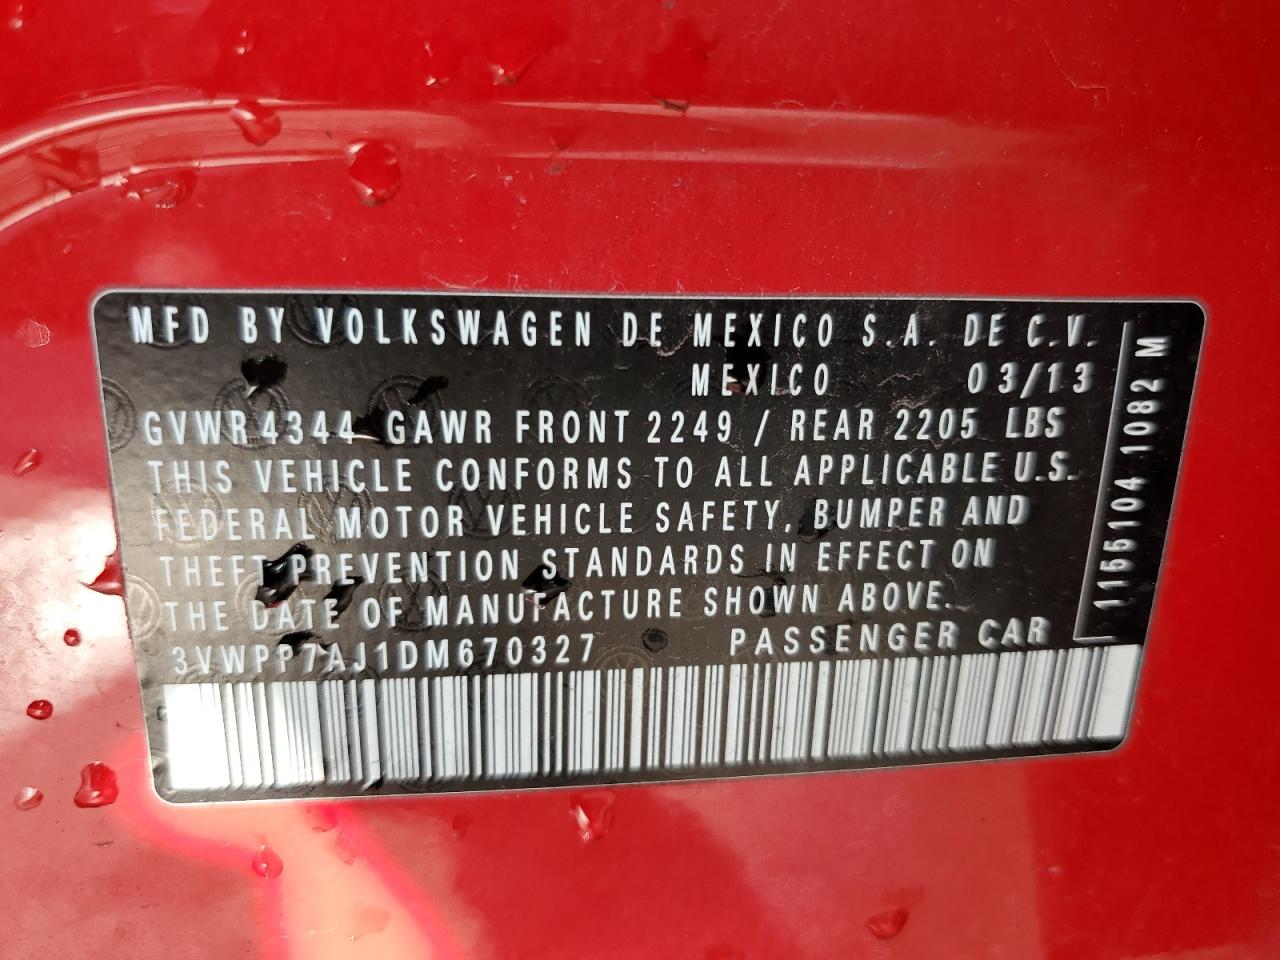 MFD BY VOLKSWAGEN DE MEXICO S.A. DE C.V.
MEXICO 03/13
GVWR 4344 GAWR FRONT 2249 / REAR 2205 LBS
THIS VEHICLE CONFORMS TO ALL APPLICABLE U.S.
FEDERAL MOTOR VEHICLE SAFETY, BUMPER AND
THEFT PREVENTION STANDARDS IN EFFECT ON
THE DATE OF MANUFACTURE SHOWN ABOVE.
3VWPP7AJ1DM670327 PASSENGER CAR
1155104 1082 M